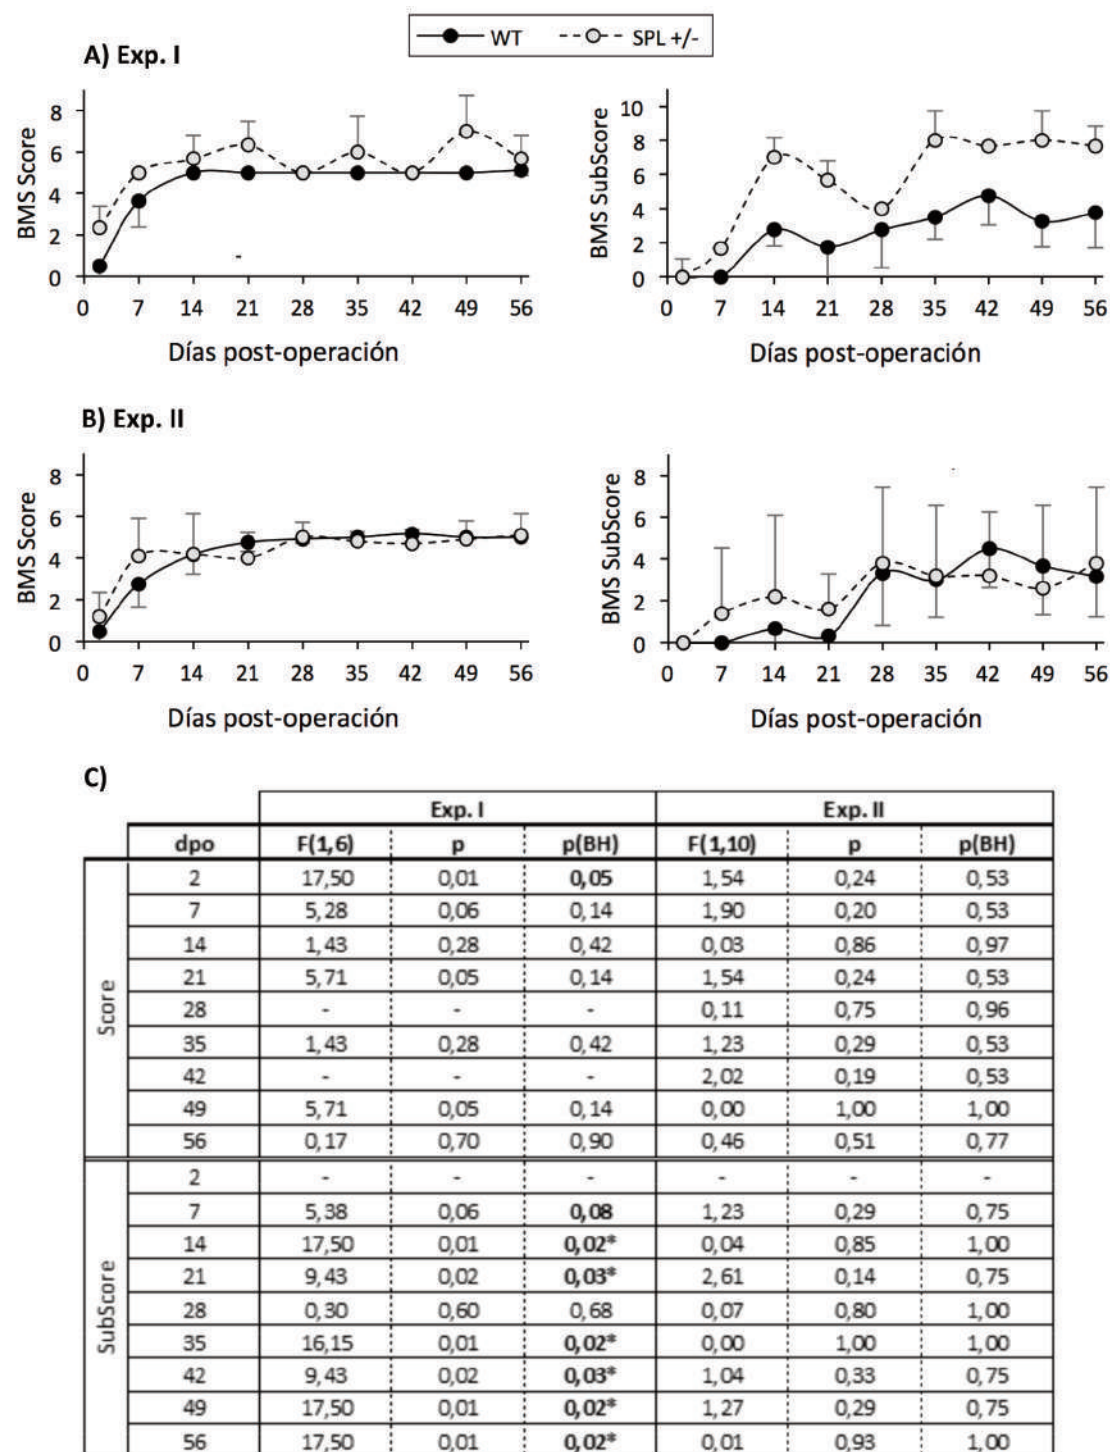 WT SPL +/-
A) Exp. I
BMS Score
8
6
4
2
0
0 7 14 21 28 35 42 49 56
Días post-operación
BMS SubScore
10
8
6
4
2
0
0 7 14 21 28 35 42 49 56
Días post-operación
B) Exp. II
BMS Score
8
6
4
2
0
0 7 14 21 28 35 42 49 56
Días post-operación
BMS SubScore
8
6
4
2
0
0 7 14 21 28 35 42 49 56
Días post-operación
C)
Exp. I Exp. II
dpo F(1,6) p p(BH) F(1,10) p p(BH)
Score
2 17,50 0,01 0,05 1,54 0,24 0,53
7 5,28 0,06 0,14 1,90 0,20 0,53
14 1,43 0,28 0,42 0,03 0,86 0,97
21 5,71 0,05 0,14 1,54 0,24 0,53
28 - - - 0,11 0,75 0,96
35 1,43 0,28 0,42 1,23 0,29 0,53
42 - - - 2,02 0,19 0,53
49 5,71 0,05 0,14 0,00 1,00 1,00
56 0,17 0,70 0,90 0,46 0,51 0,77
SubScore
2 - - - - - -
7 5,38 0,06 0,08 1,23 0,29 0,75
14 17,50 0,01 0,02* 0,04 0,85 1,00
21 9,43 0,02 0,03* 2,61 0,14 0,75
28 0,30 0,60 0,68 0,07 0,80 1,00
35 16,15 0,01 0,02* 0,00 1,00 1,00
42 9,43 0,02 0,03* 1,04 0,33 0,75
49 17,50 0,01 0,02* 1,27 0,29 0,75
56 17,50 0,01 0,02* 0,01 0,93 1,00